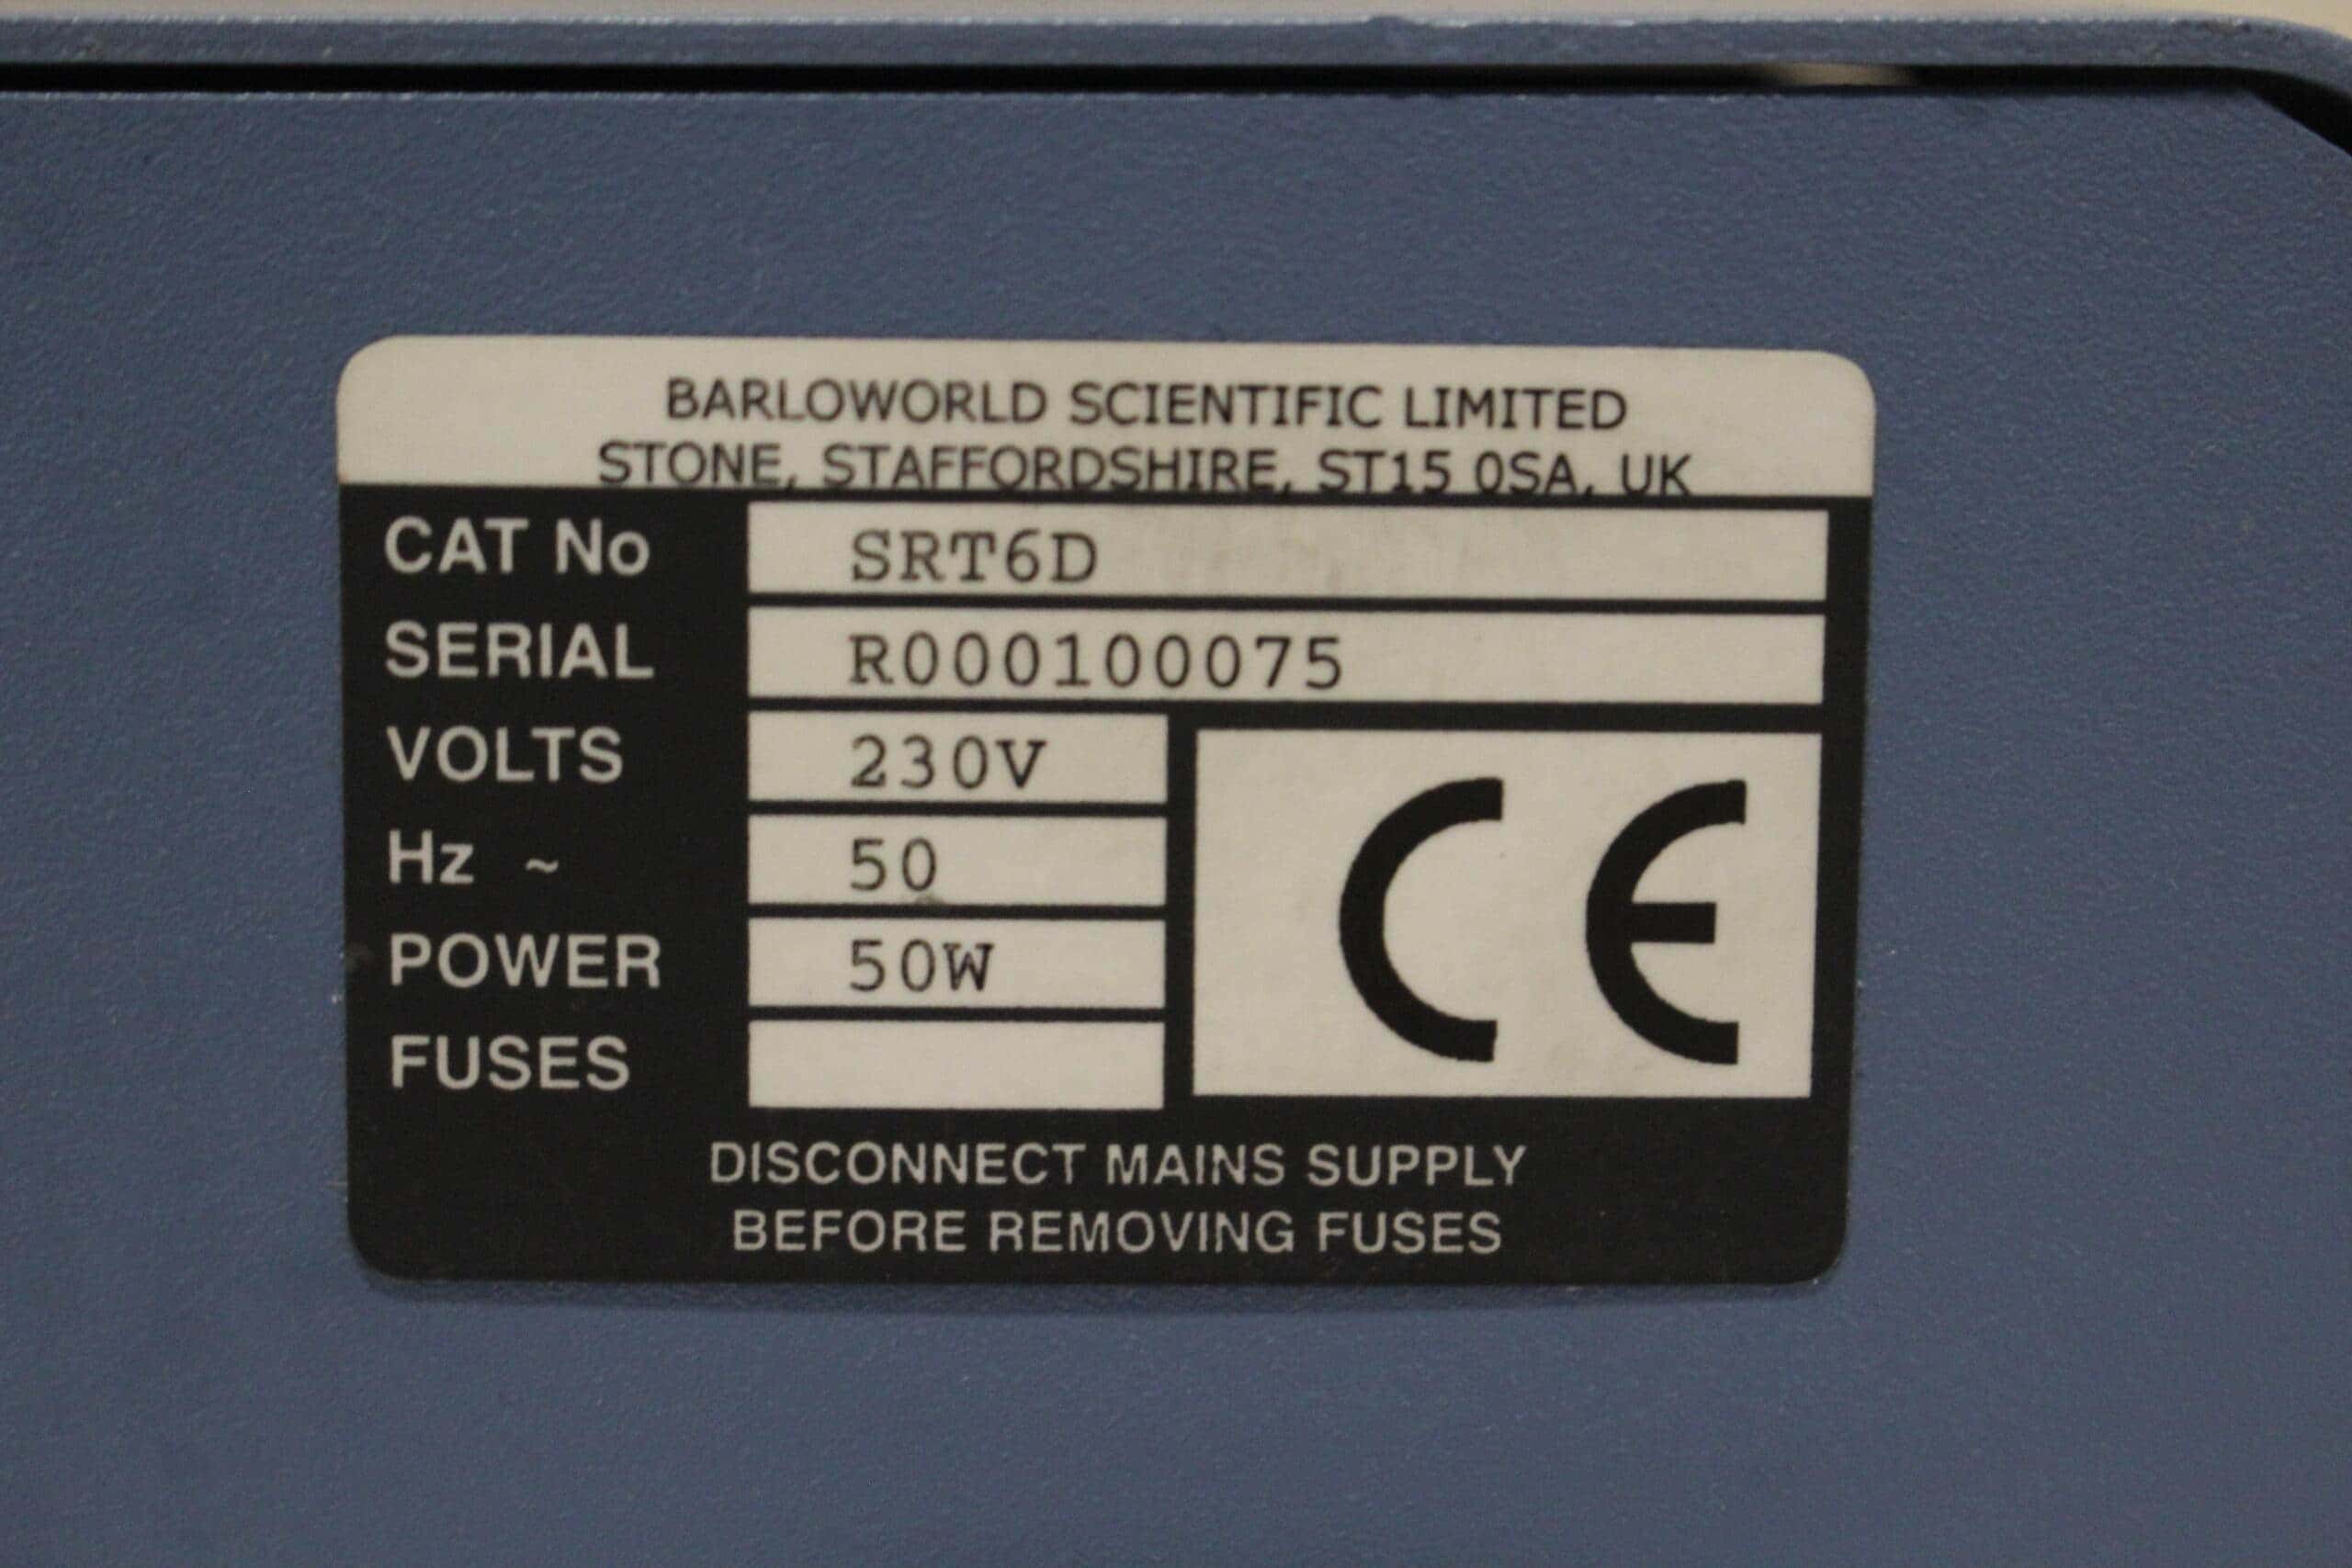 BARLOWORLD SCIENTIFIC LIMITED
STONE, STAFFORDSHIRE, ST15 0SA, UK
CAT No SRT6D
SERIAL R000100075
VOLTS 230V
Hz ~ 50
POWER 50W
FUSES
CE
DISCONNECT MAINS SUPPLY
BEFORE REMOVING FUSES